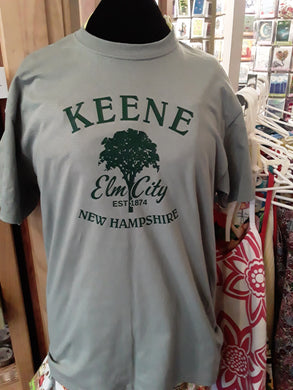 KEENE
Elm City
EST 1874
NEW HAMPSHIRE